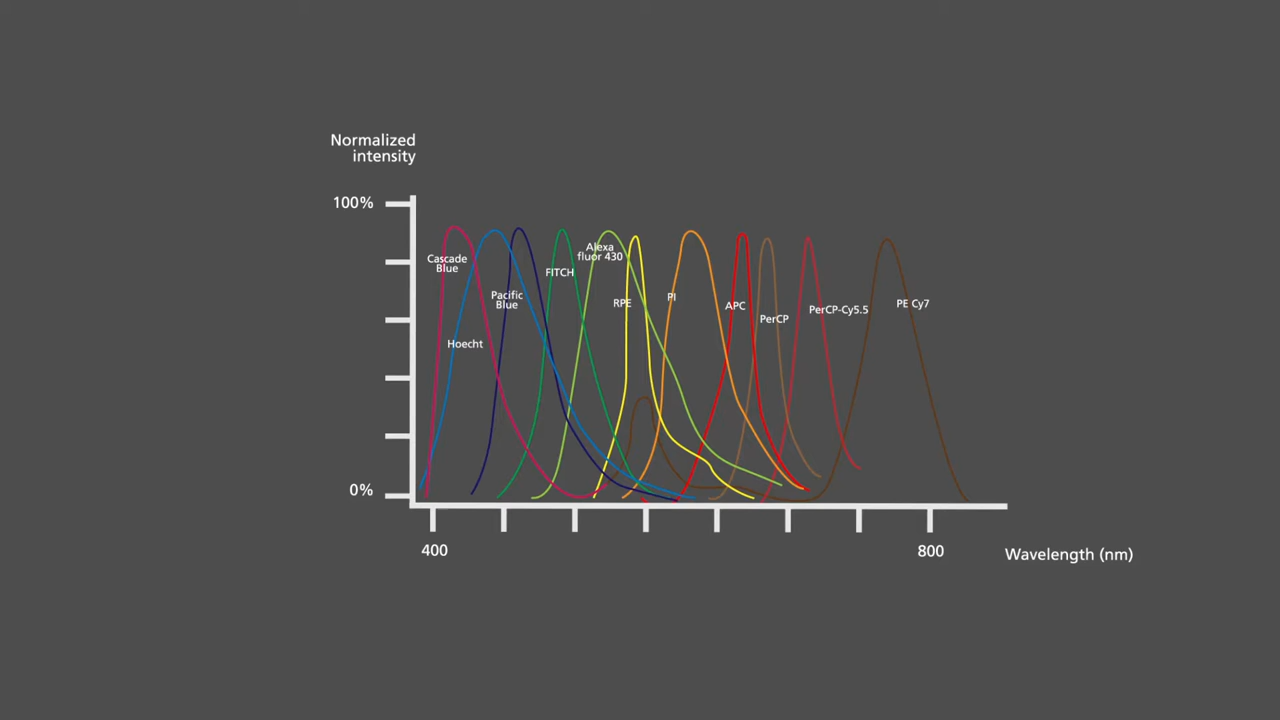 Normalized
intensity
100%
0%
Cascade
Blue
Hoecht
Pacific
Blue
FITCH
Alexa
fluor 430
RPE
PI
APC
PerCP
PerCP-Cy5.5
PE Cy7
400
800
Wavelength (nm)